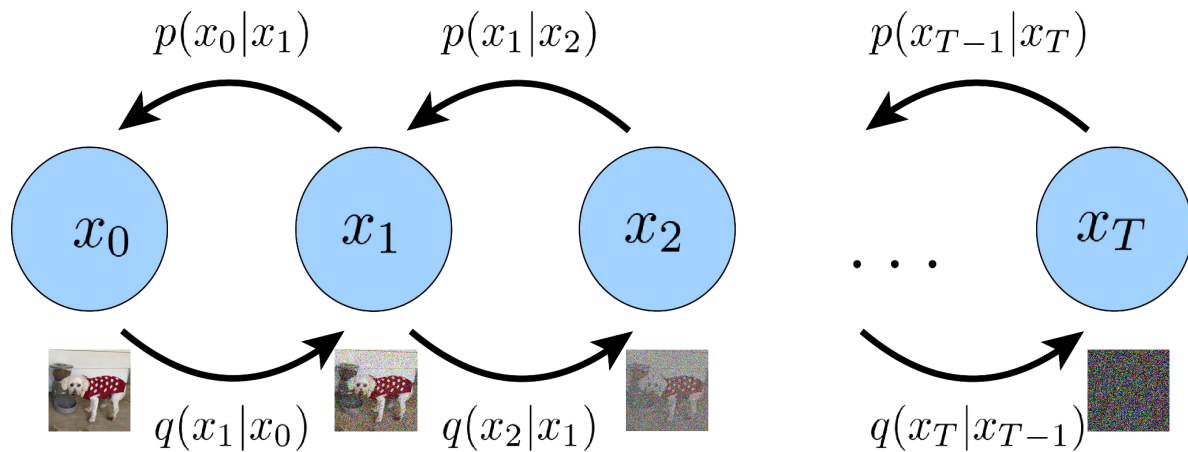 p(x_0|x_1) p(x_1|x_2) p(x_{T-1}|x_T)
x_0 x_1 x_2 . . . x_T
q(x_1|x_0) q(x_2|x_1) q(x_T|x_{T-1})